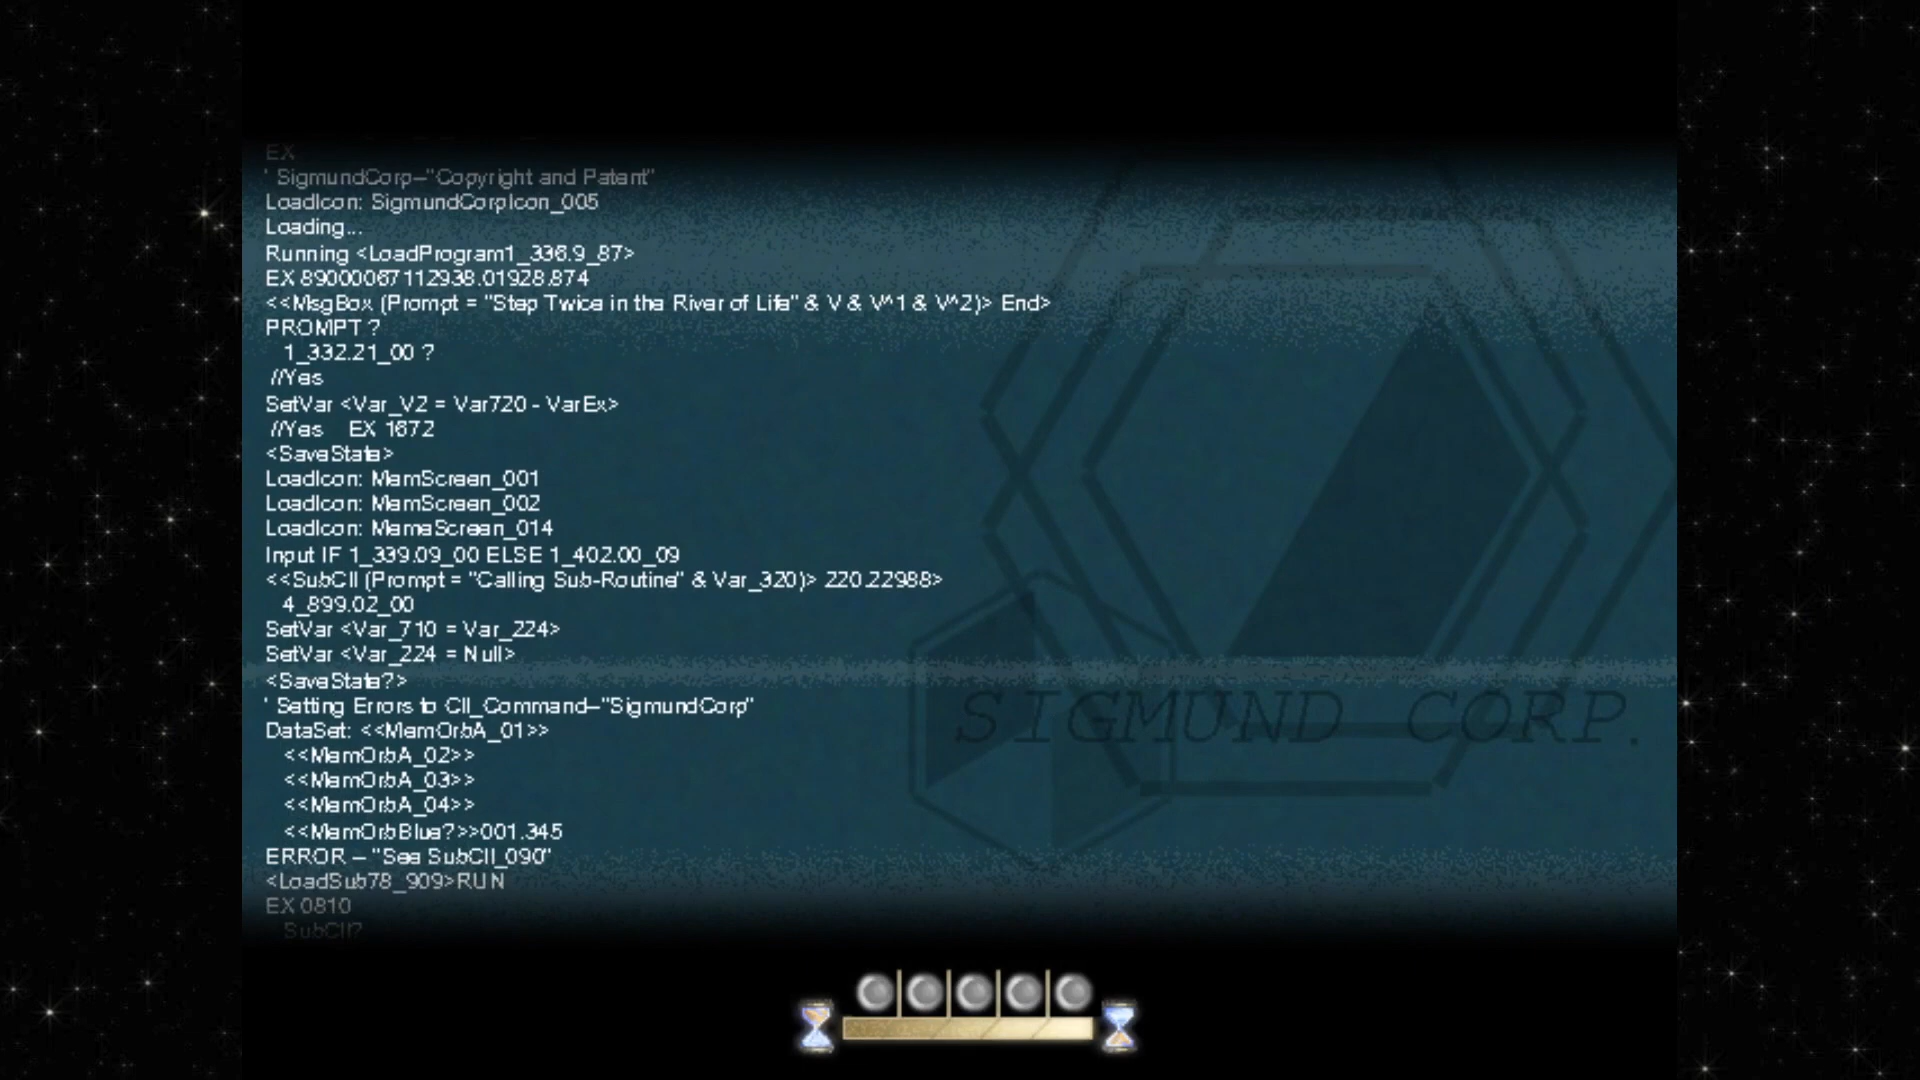 EX
' SigmundCorp--"Copyright and Patent"
LoadIcon: SigmundCorpIcon_005
Loading...
Running <LoadProgram1_336.9_87>
EX 89000067112938.01928.874
<<MsgBox (Prompt = "Step Twice in the River of Life" & V & V^1 & V^2)> End>
PROMPT ?
1_332.21_00 ?
//Yes
SetVar <Var_V2 = Var720 - VarEx>
//Yes EX 1672
<SaveState>
LoadIcon: MemScreen_001
LoadIcon: MemScreen_002
LoadIcon: MemeScreen_014
Input IF 1_339.09_00 ELSE 1_402.00_09
<<SubCll (Prompt = "Calling Sub-Routine" & Var_320)> 220.22988>
4_899.02_00
SetVar <Var_710 = Var_224>
SetVar <Var_224 = Null>
<SaveState?>
' Setting Errors to Cll_Command--"SigmundCorp"
DataSet: <<MemOrbA_01>>
<<MemOrbA_02>>
<<MemOrbA_03>>
<<MemOrbA_04>>
<<MemOrbBlue?>>001.345
ERROR -- "See SubCll_090"
<LoadSub78_909>RUN
EX 0810
SubCll?
SIGMUND CORP.